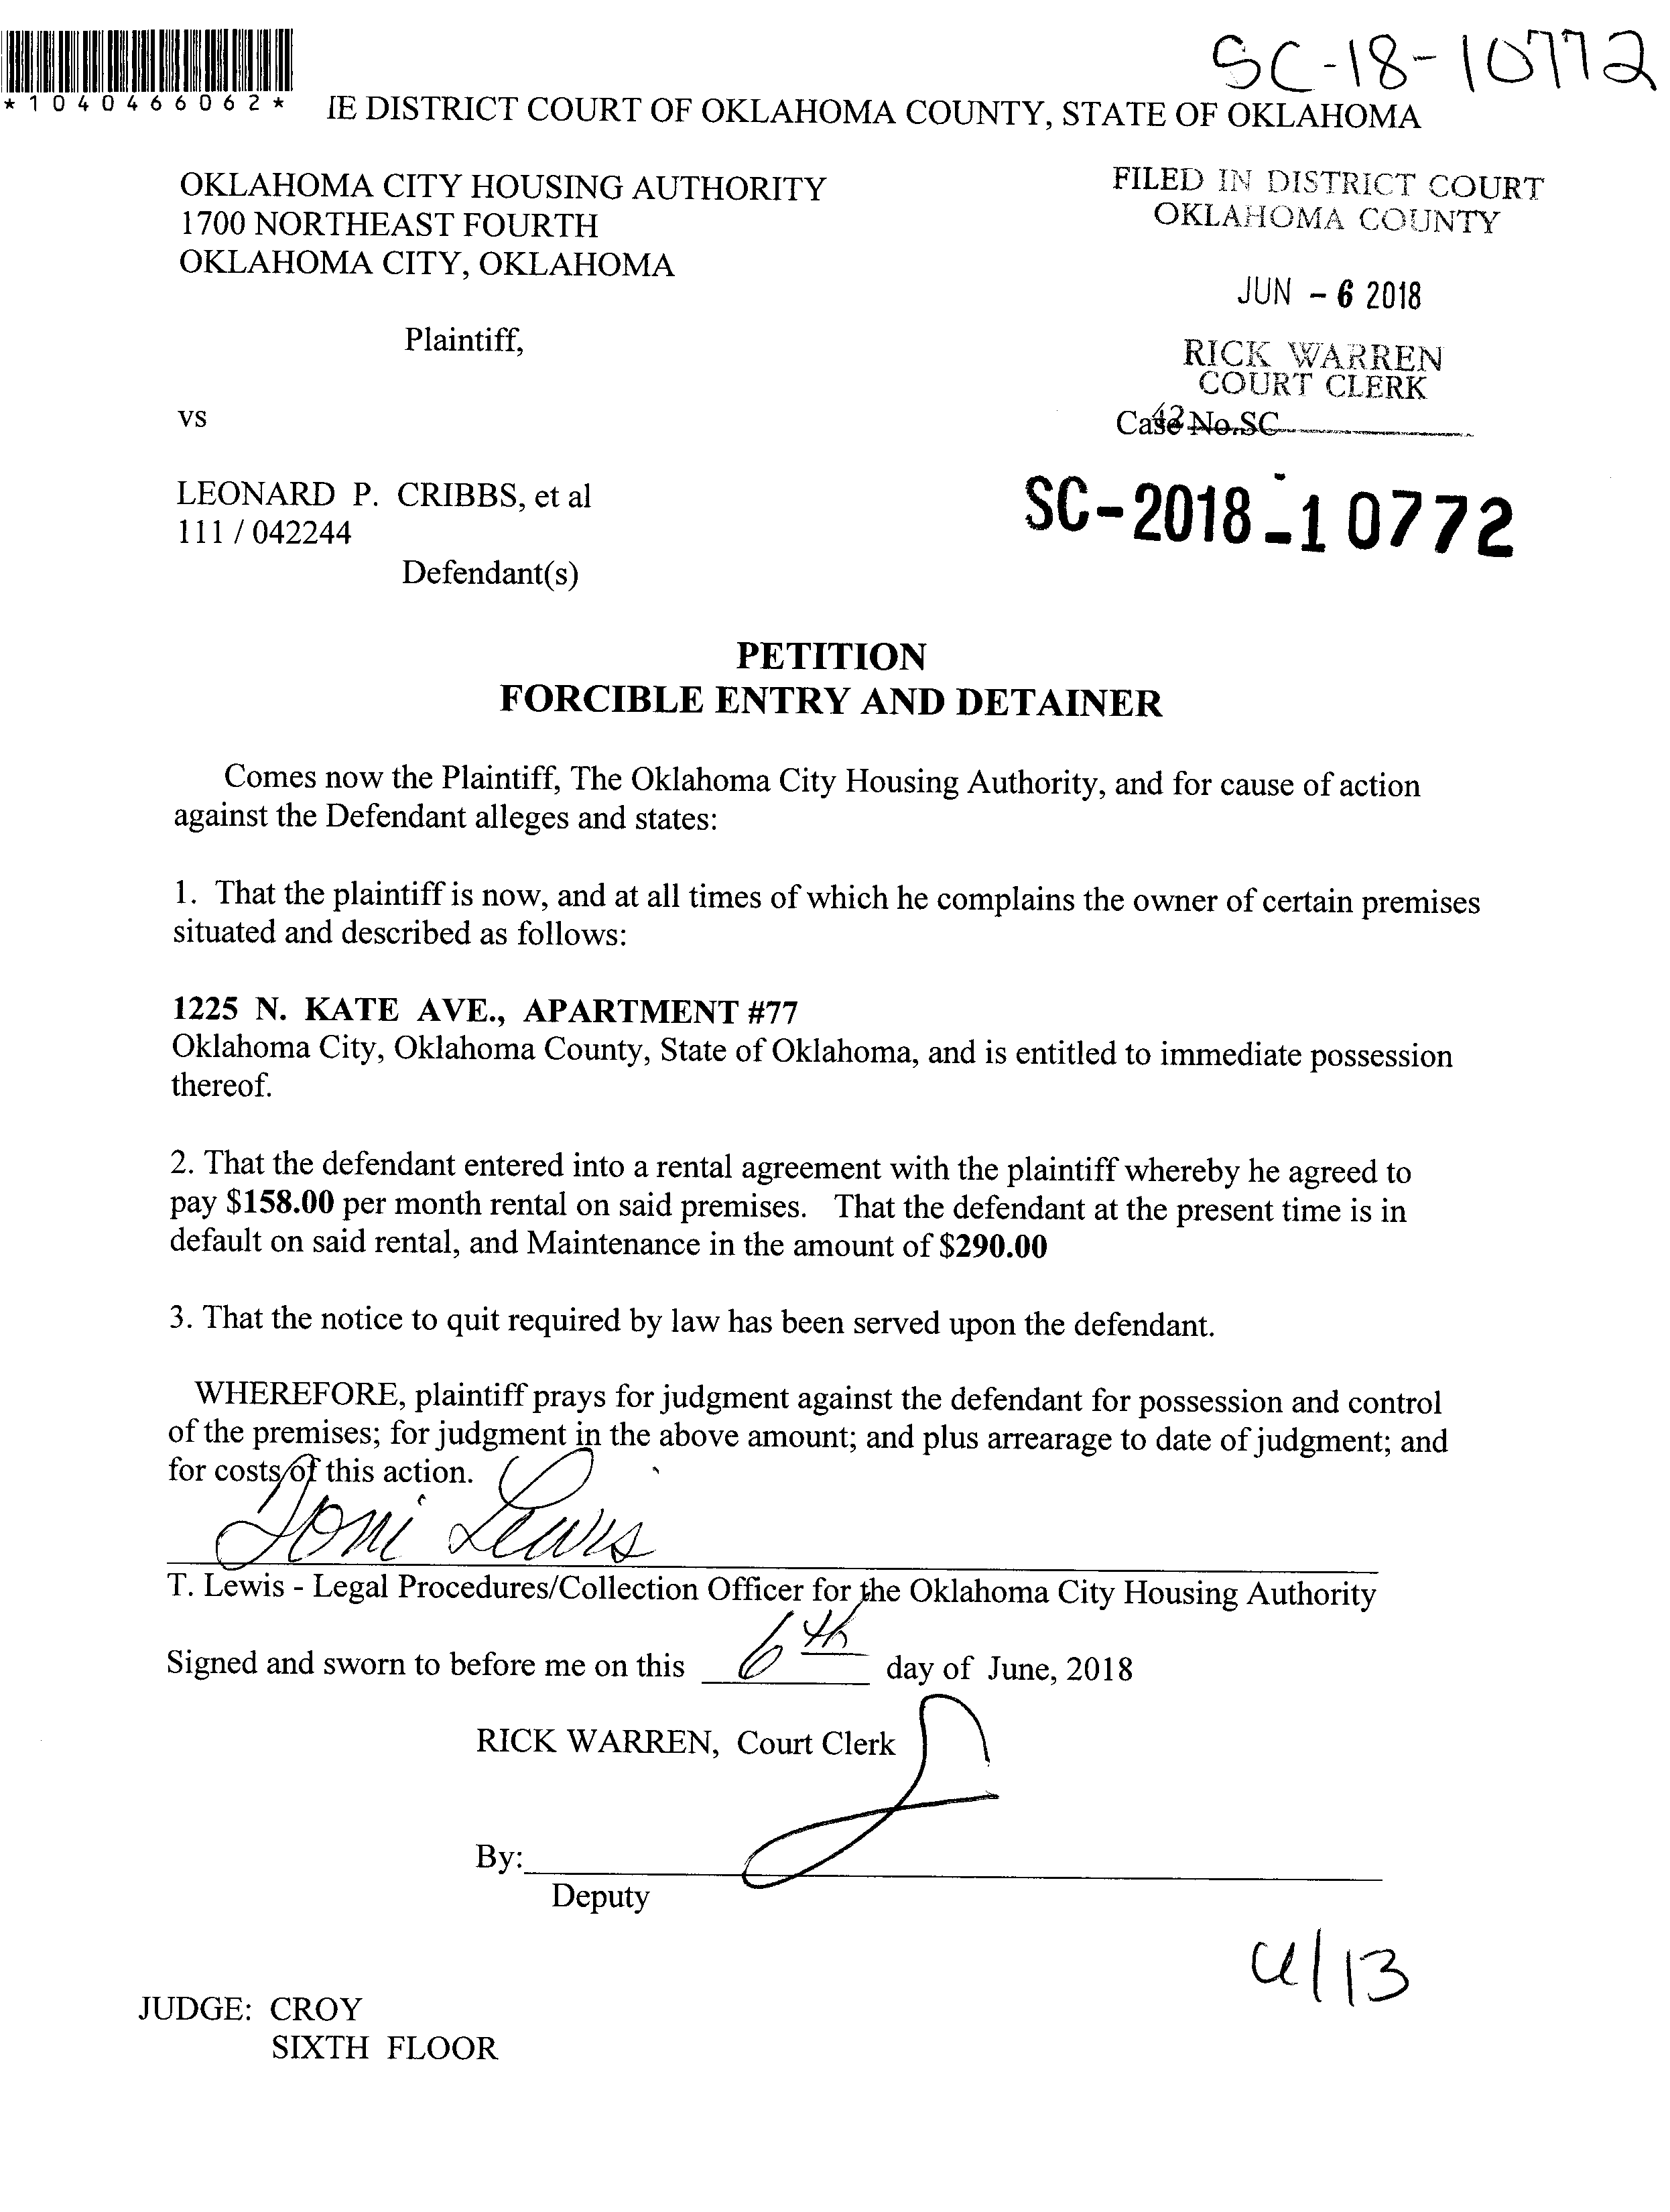 SC-18-10772
*1040466062*
IE DISTRICT COURT OF OKLAHOMA COUNTY, STATE OF OKLAHOMA
OKLAHOMA CITY HOUSING AUTHORITY
1700 NORTHEAST FOURTH
OKLAHOMA CITY, OKLAHOMA
Plaintiff,
vs
LEONARD P. CRIBBS, et al
111 / 042244
Defendant(s)
FILED IN DISTRICT COURT
OKLAHOMA COUNTY
JUN - 6 2018
RICK WARREN
COURT CLERK
42
Case No.SC
SC-2018-10772
PETITION
FORCIBLE ENTRY AND DETAINER
Comes now the Plaintiff, The Oklahoma City Housing Authority, and for cause of action
against the Defendant alleges and states:
1. That the plaintiff is now, and at all times of which he complains the owner of certain premises
situated and described as follows:
1225 N. KATE AVE., APARTMENT #77
Oklahoma City, Oklahoma County, State of Oklahoma, and is entitled to immediate possession
thereof.
2. That the defendant entered into a rental agreement with the plaintiff whereby he agreed to
pay $158.00 per month rental on said premises. That the defendant at the present time is in
default on said rental, and Maintenance in the amount of $290.00
3. That the notice to quit required by law has been served upon the defendant.
WHEREFORE, plaintiff prays for judgment against the defendant for possession and control
of the premises; for judgment in the above amount; and plus arrearage to date of judgment; and
for costs of this action.
Toni Lewis
T. Lewis - Legal Procedures/Collection Officer for the Oklahoma City Housing Authority
Signed and sworn to before me on this 6th day of June, 2018
RICK WARREN, Court Clerk
By:
Deputy
JUDGE: CROY
SIXTH FLOOR